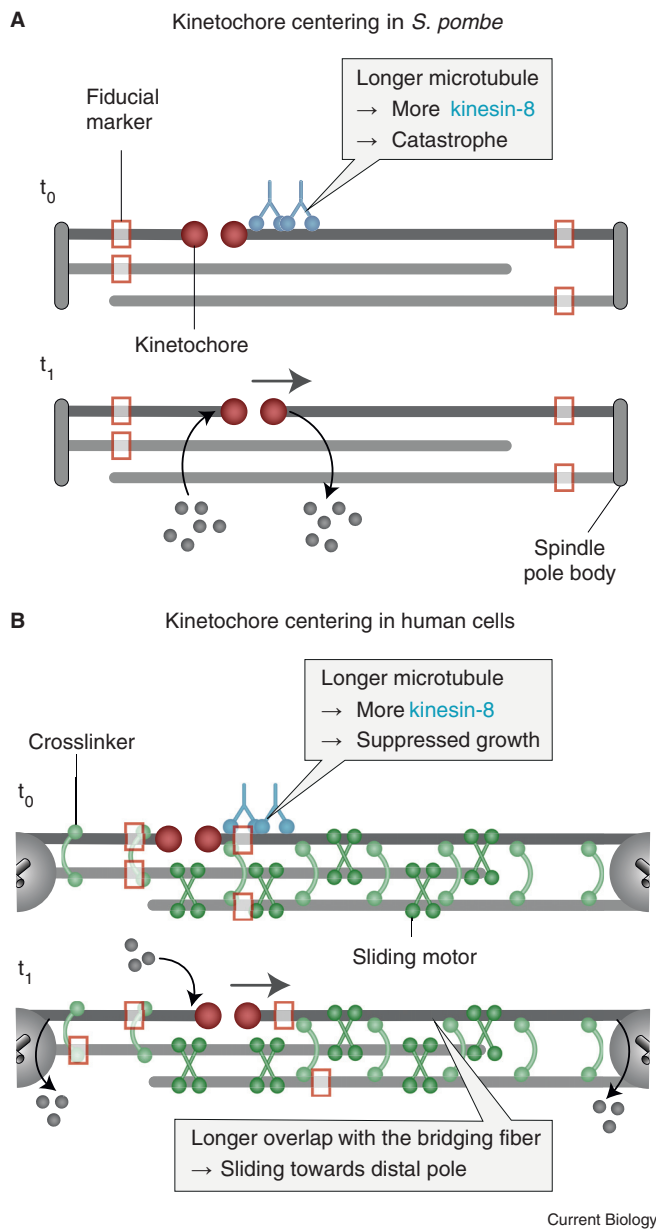 A
Kinetochore centering in S. pombe
Longer microtubule
→ More kinesin-8
→ Catastrophe
Fiducial
marker
t0
Kinetochore
t1
Spindle
pole body
B
Kinetochore centering in human cells
Longer microtubule
→ More kinesin-8
→ Suppressed growth
Crosslinker
t0
Sliding motor
t1
Longer overlap with the bridging fiber
→ Sliding towards distal pole
Current Biology